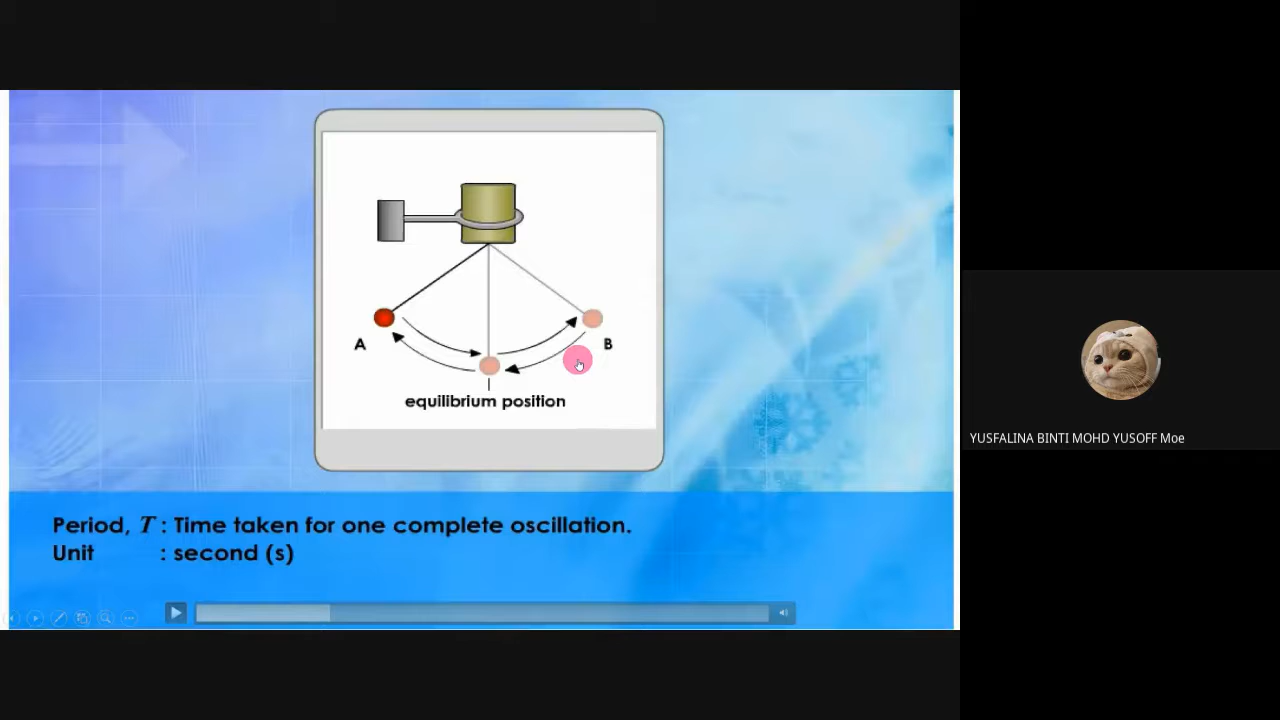 A
B
equilibrium position
Period, T : Time taken for one complete oscillation.
Unit : second (s)
YUSFALINA BINTI MOHD YUSOFF Moe